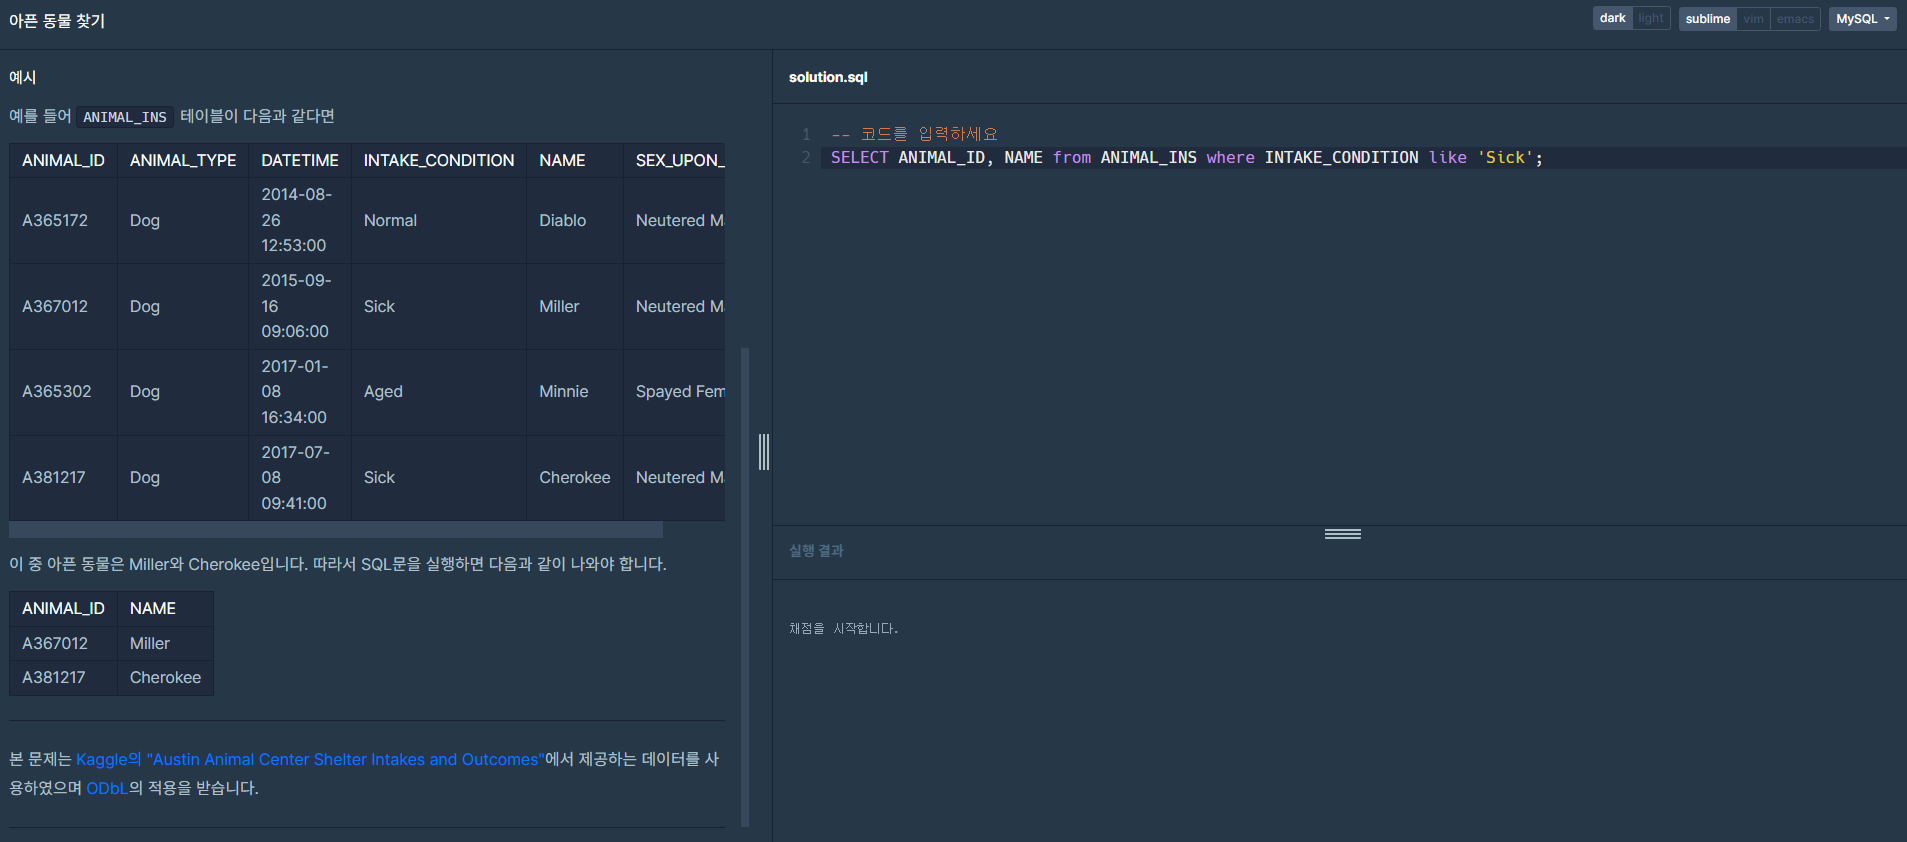 아픈 동물 찾기
dark light sublime vim emacs MySQL
예시
예를 들어 ANIMAL_INS 테이블이 다음과 같다면
ANIMAL_ID ANIMAL_TYPE DATETIME INTAKE_CONDITION NAME SEX_UPON_
A365172 Dog 2014-08-26 12:53:00 Normal Diablo Neutered Ma
A367012 Dog 2015-09-16 09:06:00 Sick Miller Neutered Ma
A365302 Dog 2017-01-08 16:34:00 Aged Minnie Spayed Fem
A381217 Dog 2017-07-08 09:41:00 Sick Cherokee Neutered Ma
이 중 아픈 동물은 Miller와 Cherokee입니다. 따라서 SQL문을 실행하면 다음과 같이 나와야 합니다.
ANIMAL_ID NAME
A367012 Miller
A381217 Cherokee
본 문제는 Kaggle의 "Austin Animal Center Shelter Intakes and Outcomes"에서 제공하는 데이터를 사
용하였으며 ODbL의 적용을 받습니다.
solution.sql
1 -- 코드를 입력하세요
2 SELECT ANIMAL_ID, NAME from ANIMAL_INS where INTAKE_CONDITION like 'Sick';
실행 결과
채점을 시작합니다.